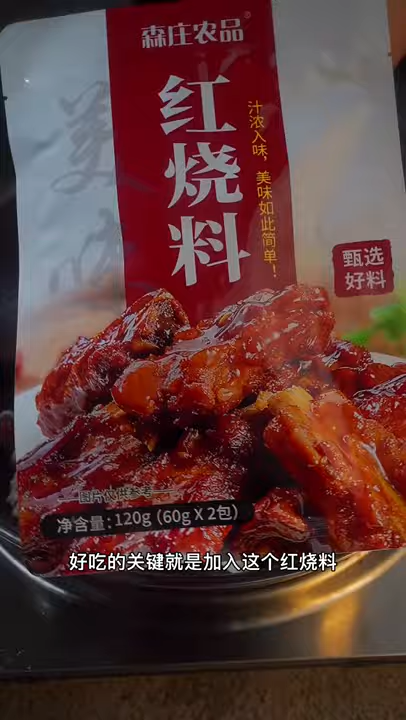 森庄农品®
红烧料
汁浓入味，美味如此简单！
甄选
好料
图片仅供参考
净含量：120g (60g X 2包)
好吃的关键就是加入这个红烧料